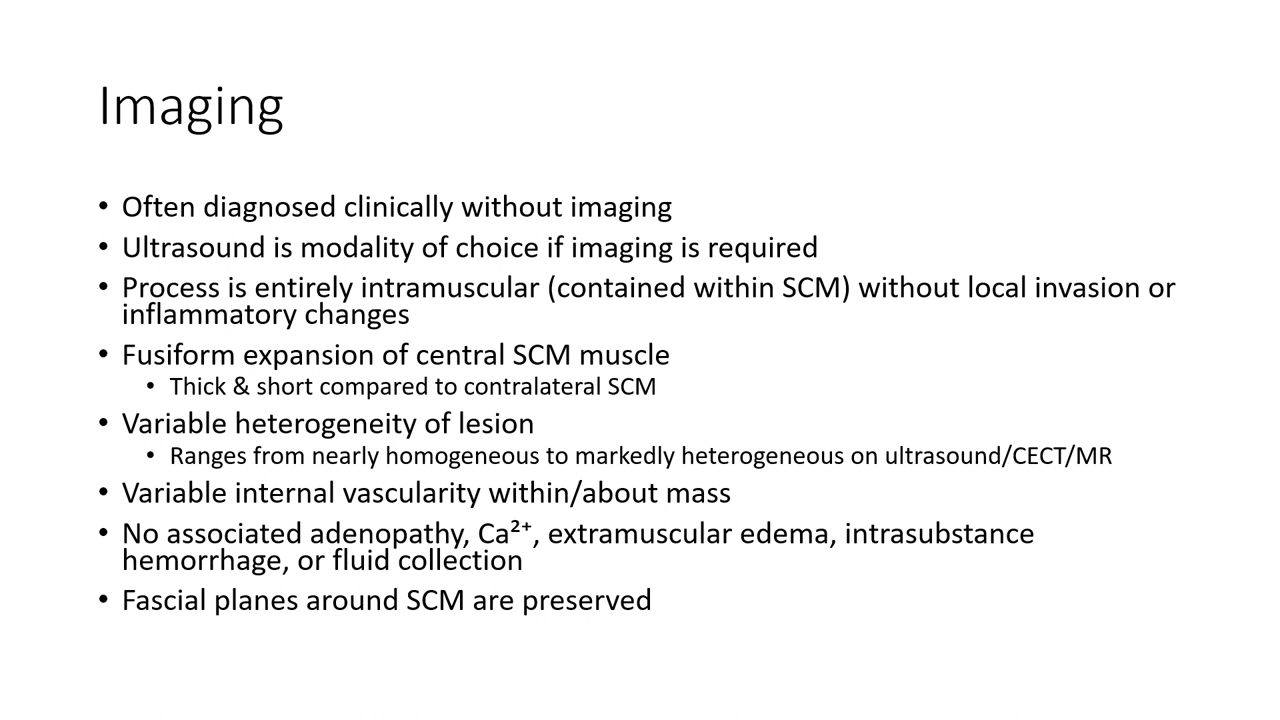 Imaging
• Often diagnosed clinically without imaging
• Ultrasound is modality of choice if imaging is required
• Process is entirely intramuscular (contained within SCM) without local invasion or
inflammatory changes
• Fusiform expansion of central SCM muscle
• Thick & short compared to contralateral SCM
• Variable heterogeneity of lesion
• Ranges from nearly homogeneous to markedly heterogeneous on ultrasound/CECT/MR
• Variable internal vascularity within/about mass
• No associated adenopathy, Ca²⁺, extramuscular edema, intrasubstance
hemorrhage, or fluid collection
• Fascial planes around SCM are preserved